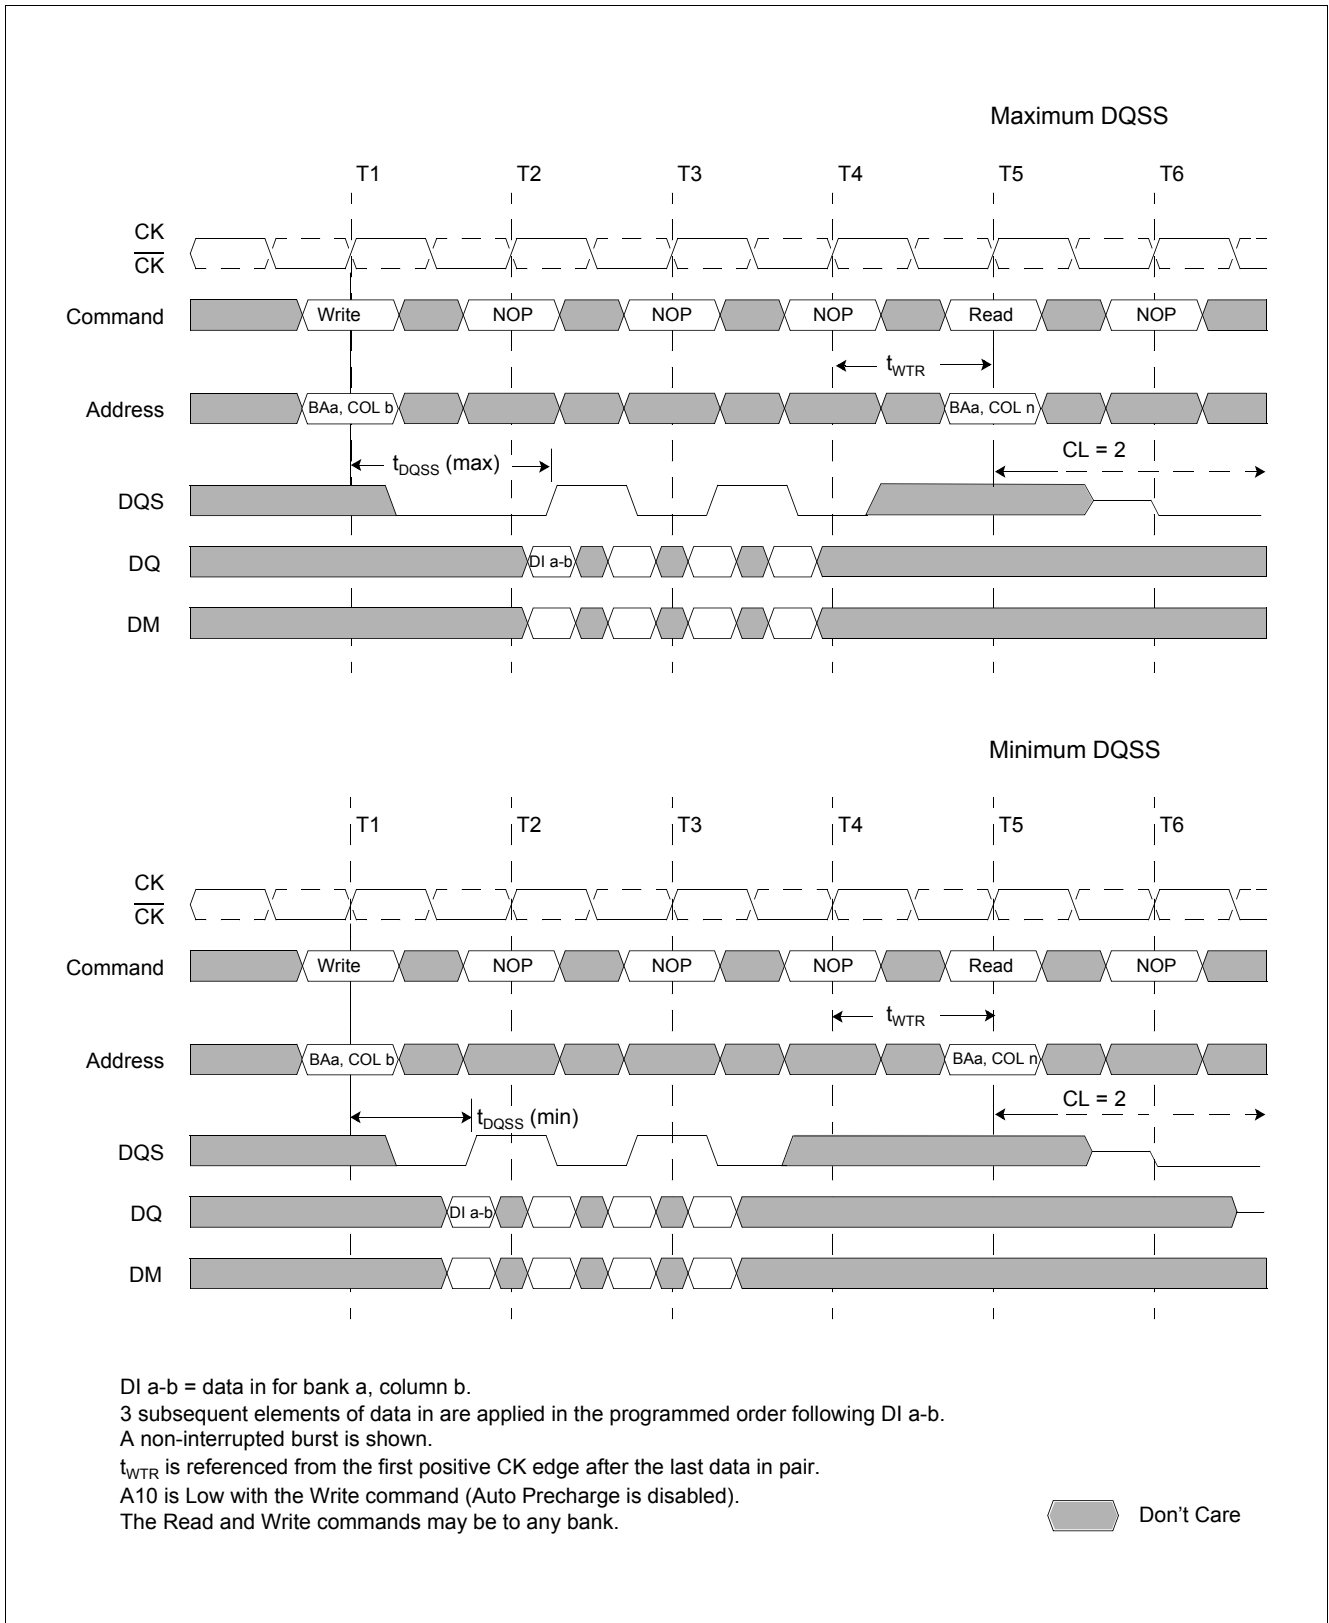 Maximum DQSS
T1 T2 T3 T4 T5 T6
CK
CK
Command Write NOP NOP NOP Read NOP
tWTR
Address BAa, COL b BAa, COL n
CL = 2
tDQSS (max)
DQS
DQ DI a-b
DM
Minimum DQSS
T1 T2 T3 T4 T5 T6
CK
CK
Command Write NOP NOP NOP Read NOP
tWTR
Address BAa, COL b BAa, COL n
CL = 2
tDQSS (min)
DQS
DQ DI a-b
DM
DI a-b = data in for bank a, column b.
3 subsequent elements of data in are applied in the programmed order following DI a-b.
A non-interrupted burst is shown.
tWTR is referenced from the first positive CK edge after the last data in pair.
A10 is Low with the Write command (Auto Precharge is disabled).
The Read and Write commands may be to any bank.
Don't Care